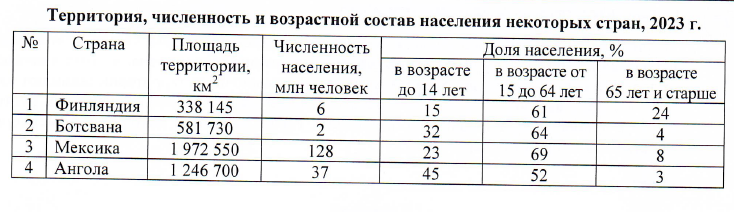 Территория, численность и возрастной состав населения некоторых стран, 2023 г.
№ Страна Площадь территории, км² Численность населения, млн человек Доля населения, %
в возрасте до 14 лет в возрасте от 15 до 64 лет в возрасте 65 лет и старше
1 Финляндия 338 145 6 15 61 24
2 Ботсвана 581 730 2 32 64 4
3 Мексика 1 972 550 128 23 69 8
4 Ангола 1 246 700 37 45 52 3